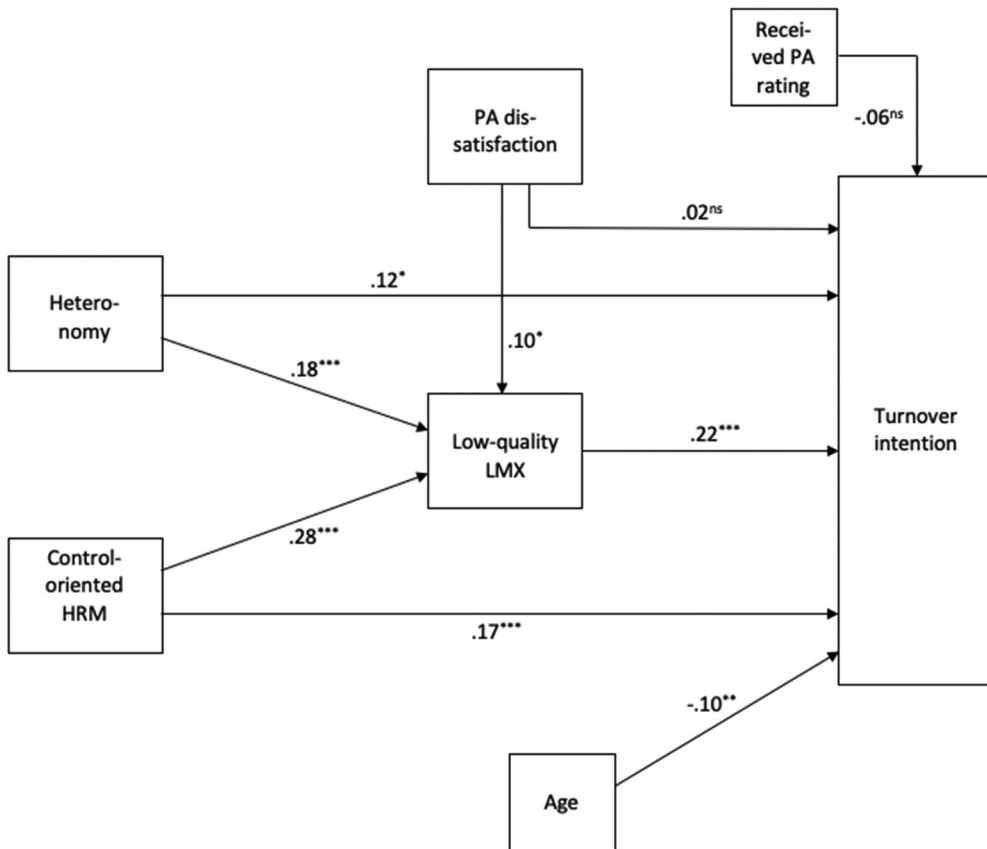 Recei-
ved PA
rating
-.06ns
PA dis-
satisfaction
.02ns
Hetero-
nomy
.12*
.18***
.10*
Low-quality
LMX
.22***
Turnover
intention
.28***
Control-
oriented
HRM
.17***
-.10**
Age